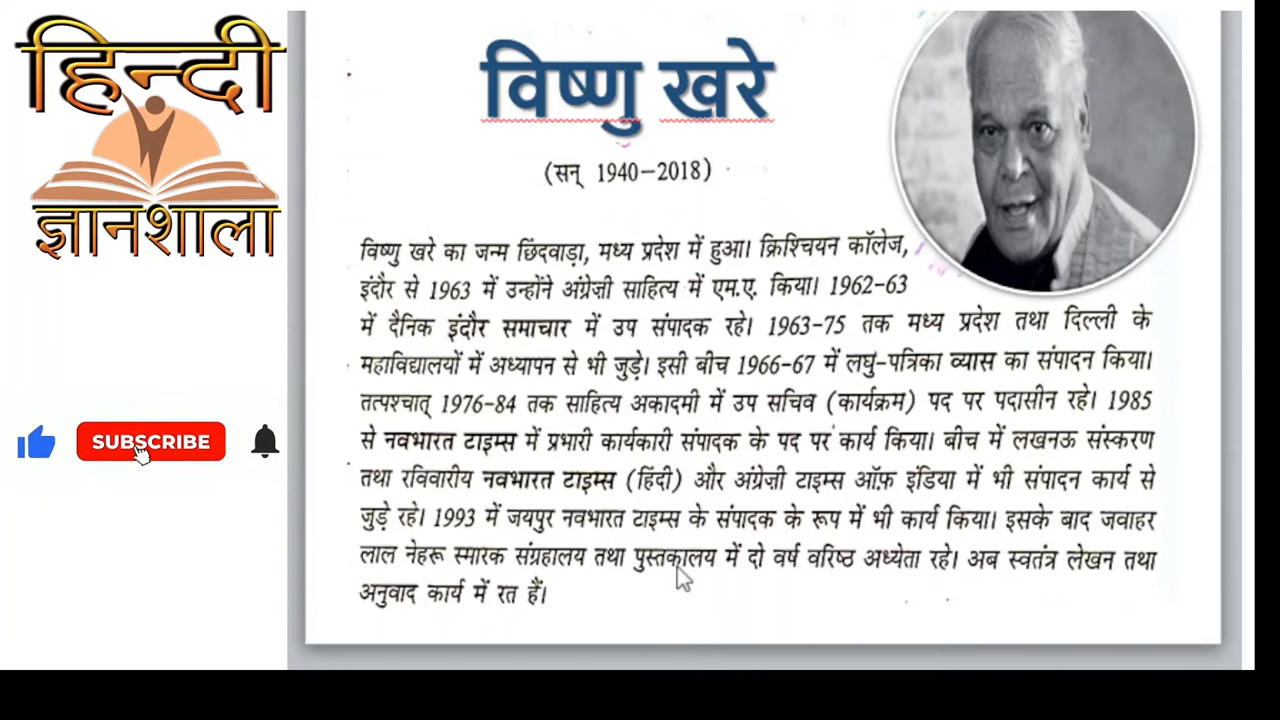 हिन्दी
ज्ञानशाला
SUBSCRIBE
विष्णु खरे
(सन् 1940–2018)
विष्णु खरे का जन्म छिंदवाड़ा, मध्य प्रदेश में हुआ। क्रिश्चियन कॉलेज,
इंदौर से 1963 में उन्होंने अंग्रेज़ी साहित्य में एम.ए. किया। 1962–63
में दैनिक इंदौर समाचार में उप संपादक रहे। 1963–75 तक मध्य प्रदेश तथा दिल्ली के
महाविद्यालयों में अध्यापन से भी जुड़े। इसी बीच 1966–67 में लघु-पत्रिका व्यास का संपादन किया।
तत्पश्चात् 1976–84 तक साहित्य अकादमी में उप सचिव (कार्यक्रम) पद पर पदासीन रहे। 1985
से नवभारत टाइम्स में प्रभारी कार्यकारी संपादक के पद पर कार्य किया। बीच में लखनऊ संस्करण
तथा रविवारीय नवभारत टाइम्स (हिंदी) और अंग्रेज़ी टाइम्स ऑफ़ इंडिया में भी संपादन कार्य से
जुड़े रहे। 1993 में जयपुर नवभारत टाइम्स के संपादक के रूप में भी कार्य किया। इसके बाद जवाहर
लाल नेहरू स्मारक संग्रहालय तथा पुस्तकालय में दो वर्ष वरिष्ठ अध्येता रहे। अब स्वतंत्र लेखन तथा
अनुवाद कार्य में रत हैं।